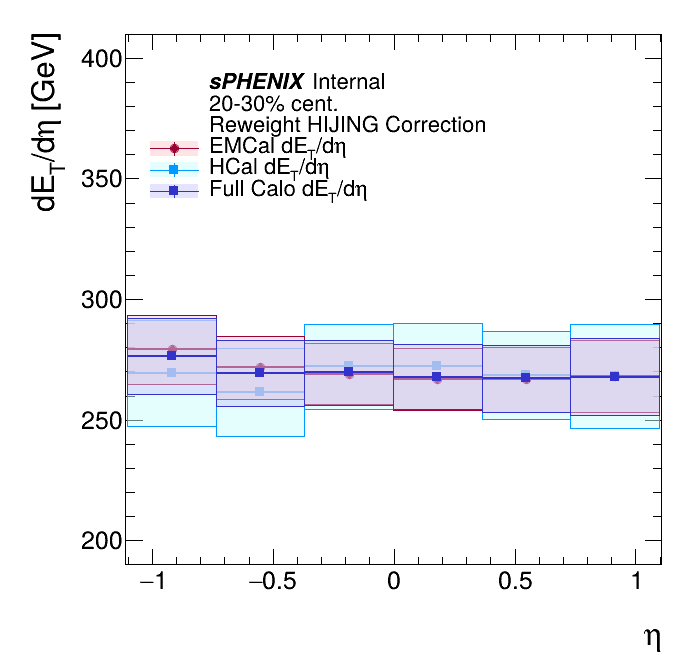 dE_T/dη [GeV]
400
350
300
250
200
sPHENIX Internal
20-30% cent.
Reweight HIJING Correction
EMCal dE_T/dη
HCal dE_T/dη
Full Calo dE_T/dη
−1 −0.5 0 0.5 1
η